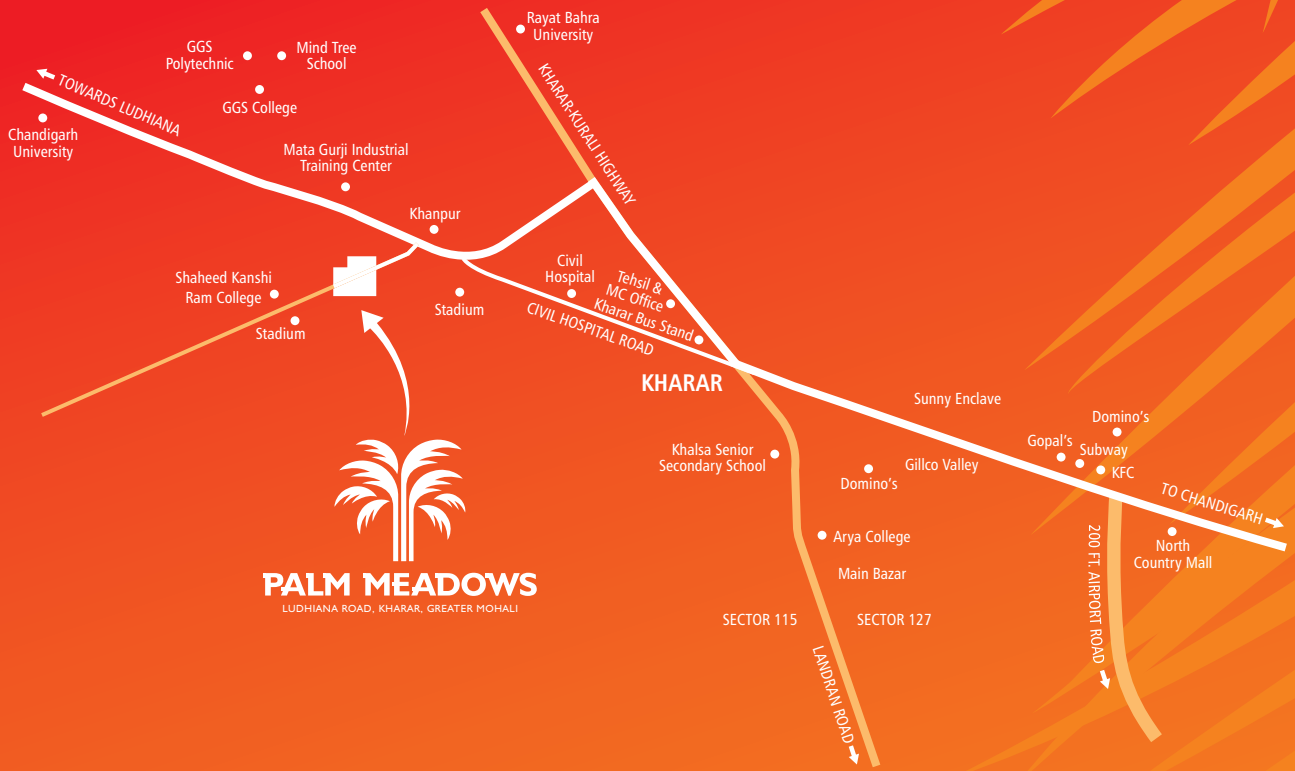 Rayat Bahra
University
GGS
Polytechnic
Mind Tree
School
GGS College
TOWARDS LUDHIANA
Chandigarh
University
KHARAR-KURALI HIGHWAY
Mata Gurji Industrial
Training Center
Khanpur
Shaheed Kanshi
Ram College
Stadium
Stadium
Civil
Hospital
Tehsil &
MC Office
Kharar Bus Stand
CIVIL HOSPITAL ROAD
KHARAR
Sunny Enclave
Domino's
Gopal's
Subway
KFC
Khalsa Senior
Secondary School
Domino's
Gillco Valley
TO CHANDIGARH
Arya College
North
Country Mall
Main Bazar
200 FT. AIRPORT ROAD
SECTOR 115
SECTOR 127
LANDRAN ROAD
PALM MEADOWS
LUDHIANA ROAD, KHARAR, GREATER MOHALI